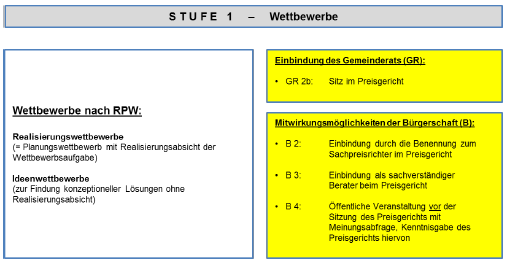 STUFE 1 – Wettbewerbe
Wettbewerbe nach RPW:
Realisierungswettbewerbe
(= Planungswettbewerb mit Realisierungsabsicht der
Wettbewerbsaufgabe)
Ideenwettbewerbe
(zur Findung konzeptioneller Lösungen ohne
Realisierungsabsicht)
Einbindung des Gemeinderats (GR):
• GR 2b: Sitz im Preisgericht
Mitwirkungsmöglichkeiten der Bürgerschaft (B):
• B 2: Einbindung durch die Benennung zum
Sachpreisrichter im Preisgericht
• B 3: Einbindung als sachverständiger
Berater beim Preisgericht
• B 4: Öffentliche Veranstaltung vor der
Sitzung des Preisgerichts mit
Meinungsabfrage, Kenntnisgabe des
Preisgerichts hiervon